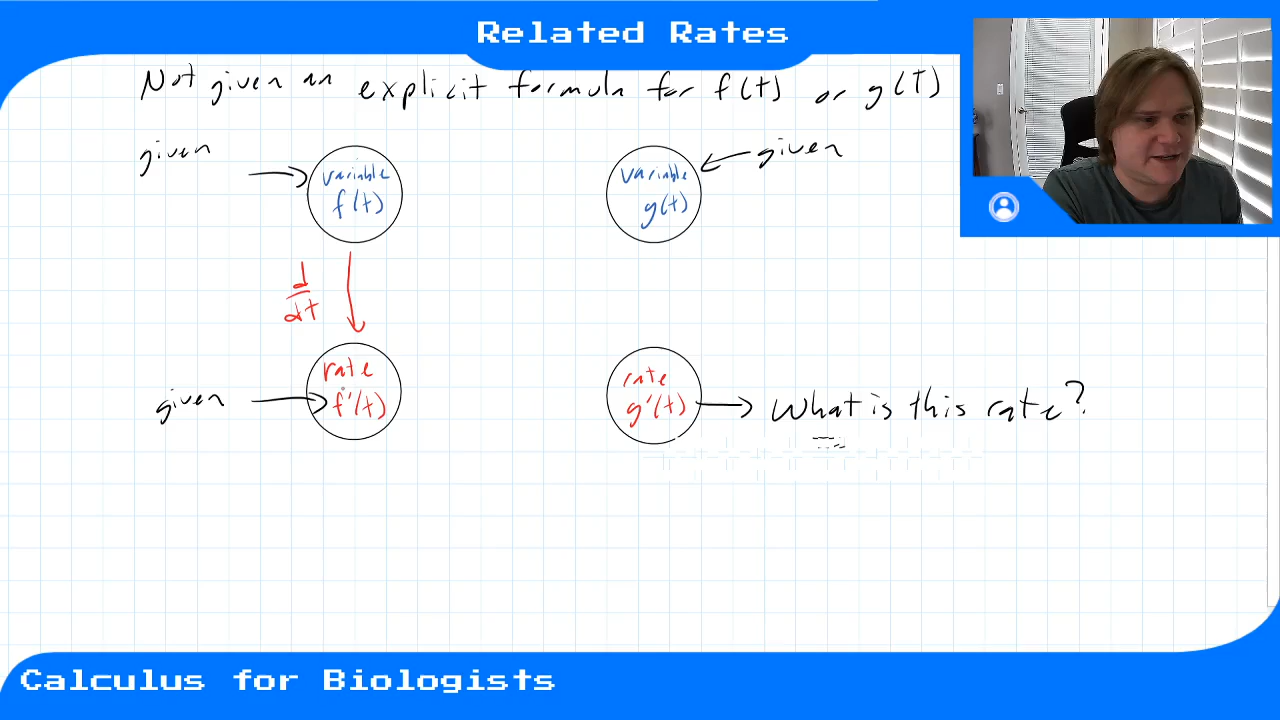 Related Rates
Not given an explicit formula for f(t) or g(t)
given
variable
f(t)
variable
g(t)
given
d
dt
given
rate
f'(t)
rate
g'(t)
What is this rate?
Calculus for Biologists